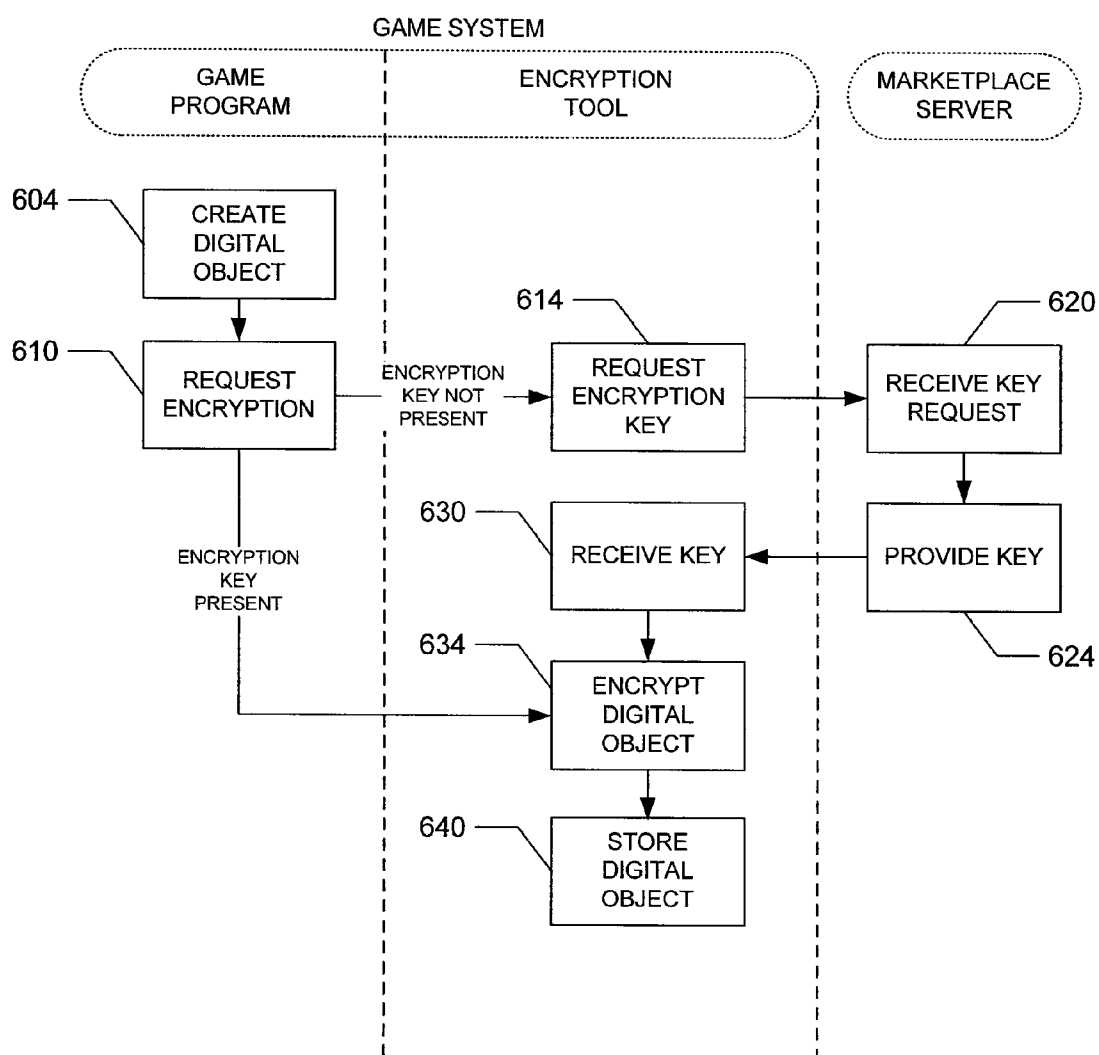 GAME SYSTEM
GAME
PROGRAM
ENCRYPTION
TOOL
MARKETPLACE
SERVER
604
CREATE
DIGITAL
OBJECT
610
REQUEST
ENCRYPTION
ENCRYPTION
KEY NOT
PRESENT
614
REQUEST
ENCRYPTION
KEY
620
RECEIVE KEY
REQUEST
630
RECEIVE KEY
PROVIDE KEY
624
ENCRYPTION
KEY
PRESENT
634
ENCRYPT
DIGITAL
OBJECT
640
STORE
DIGITAL
OBJECT